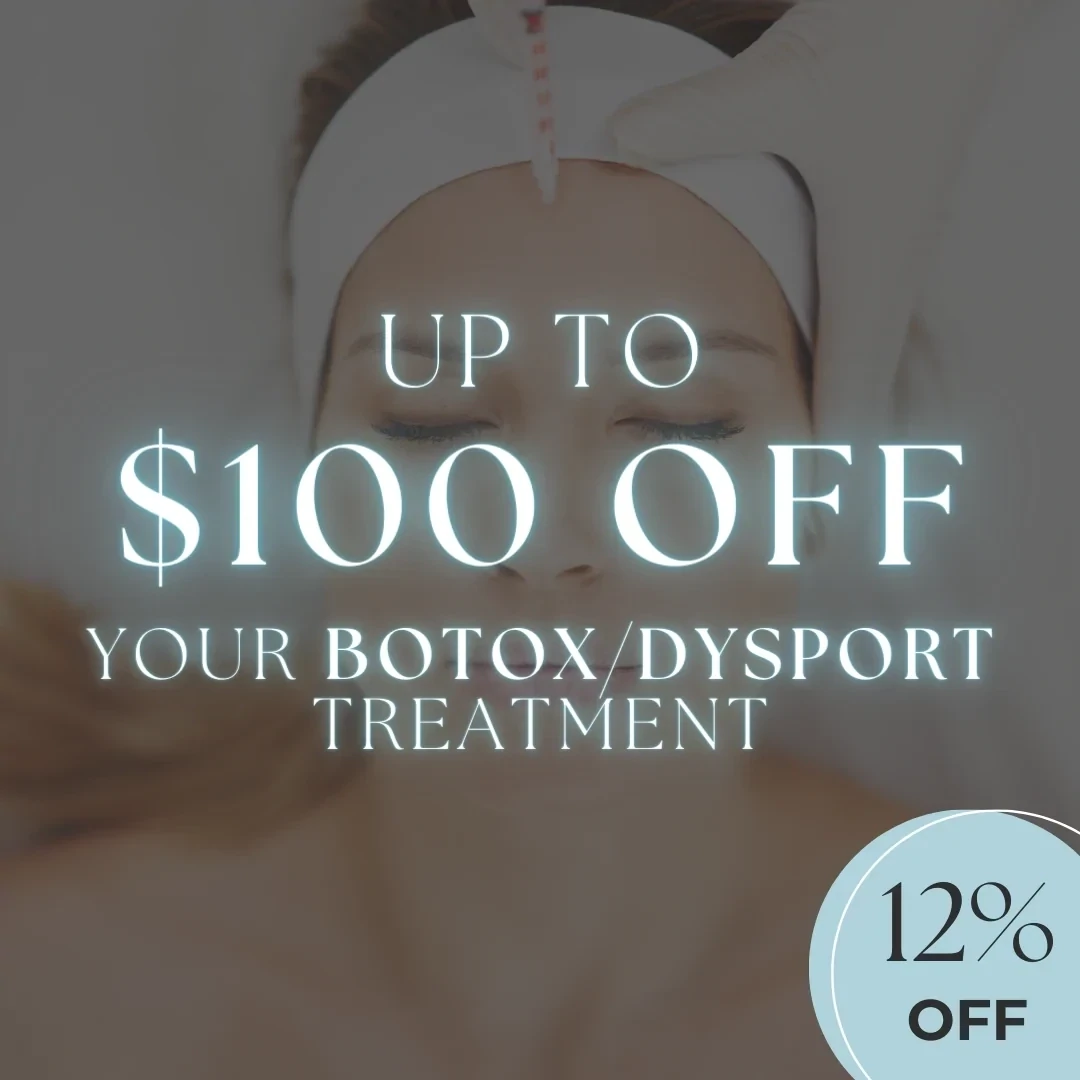 UP TO
$100 OFF
YOUR BOTOX/DYSPORT
TREATMENT
12%
OFF